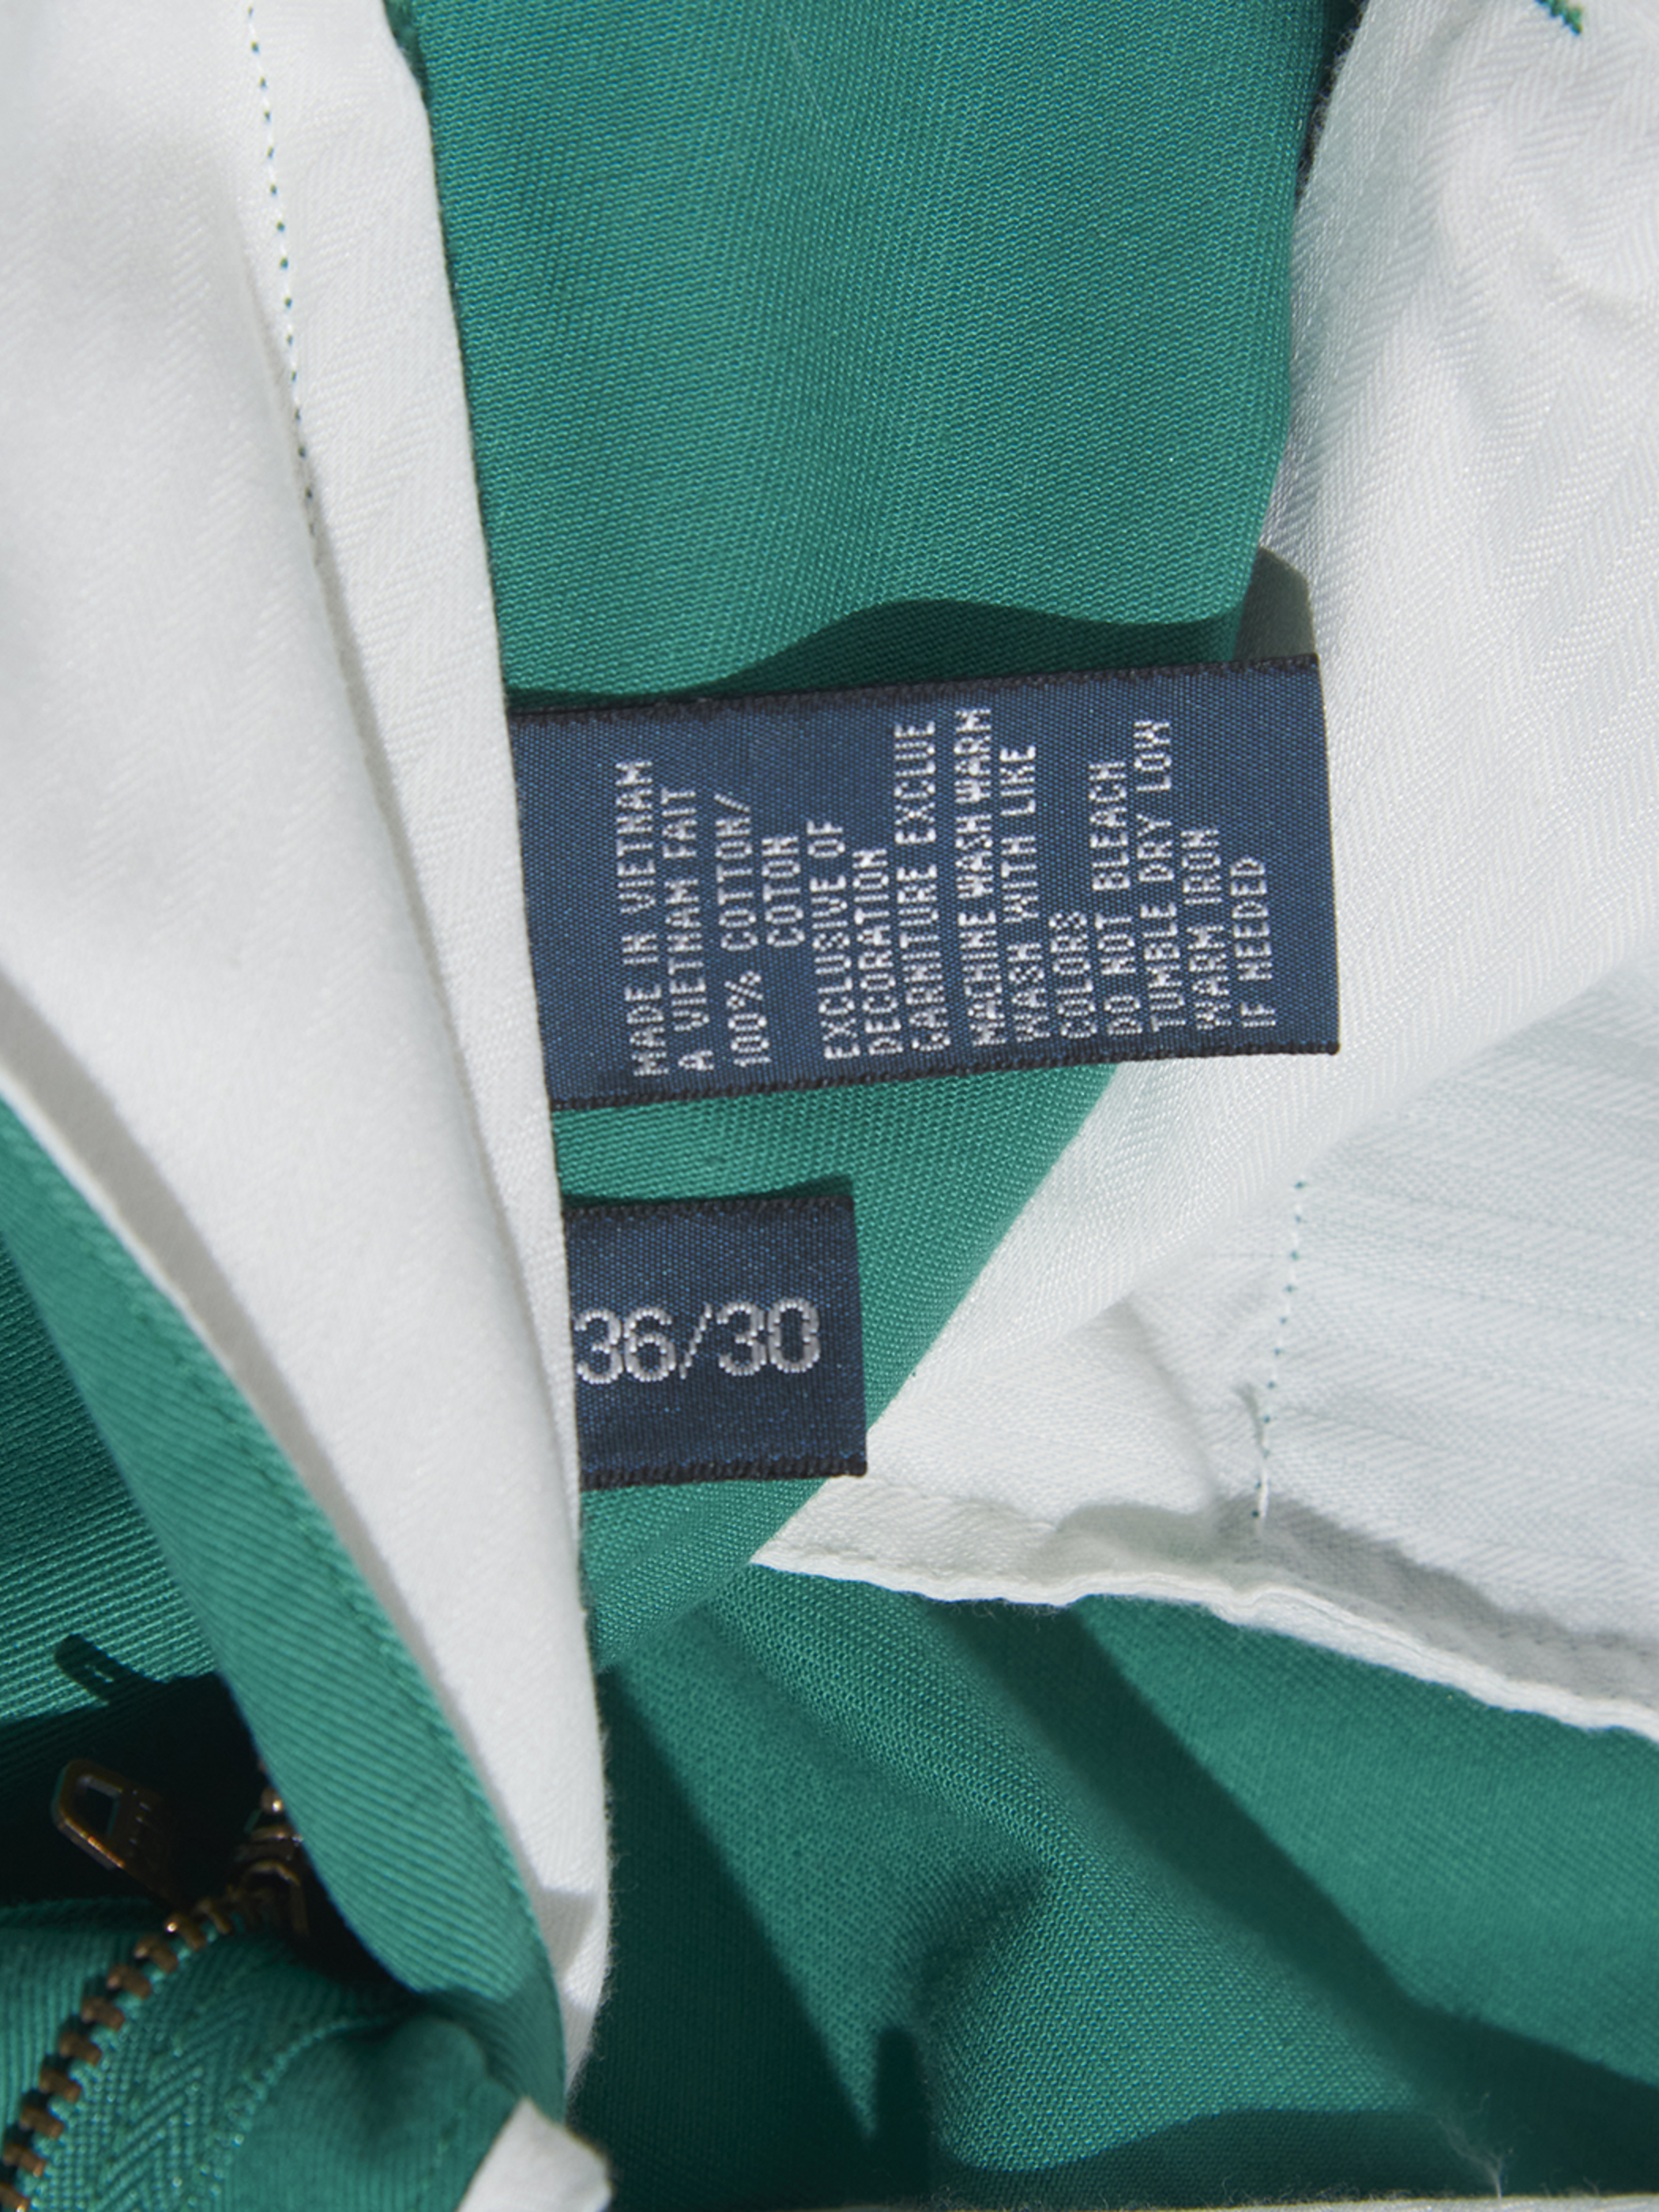 MADE IN VIETNAM
A VIETNAM FAIT
100% COTTON/
COTON
EXCLUSIVE OF
DECORATION
GARNITURE EXCLUE
MACHINE WASH WARM
WASH WITH LIKE
COLORS
DO NOT BLEACH
TUMBLE DRY LOW
WARM IRON
IF NEEDED
36/30